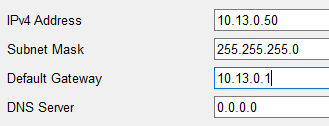 IPv4 Address 10.13.0.50
Subnet Mask 255.255.255.0
Default Gateway 10.13.0.1
DNS Server 0.0.0.0